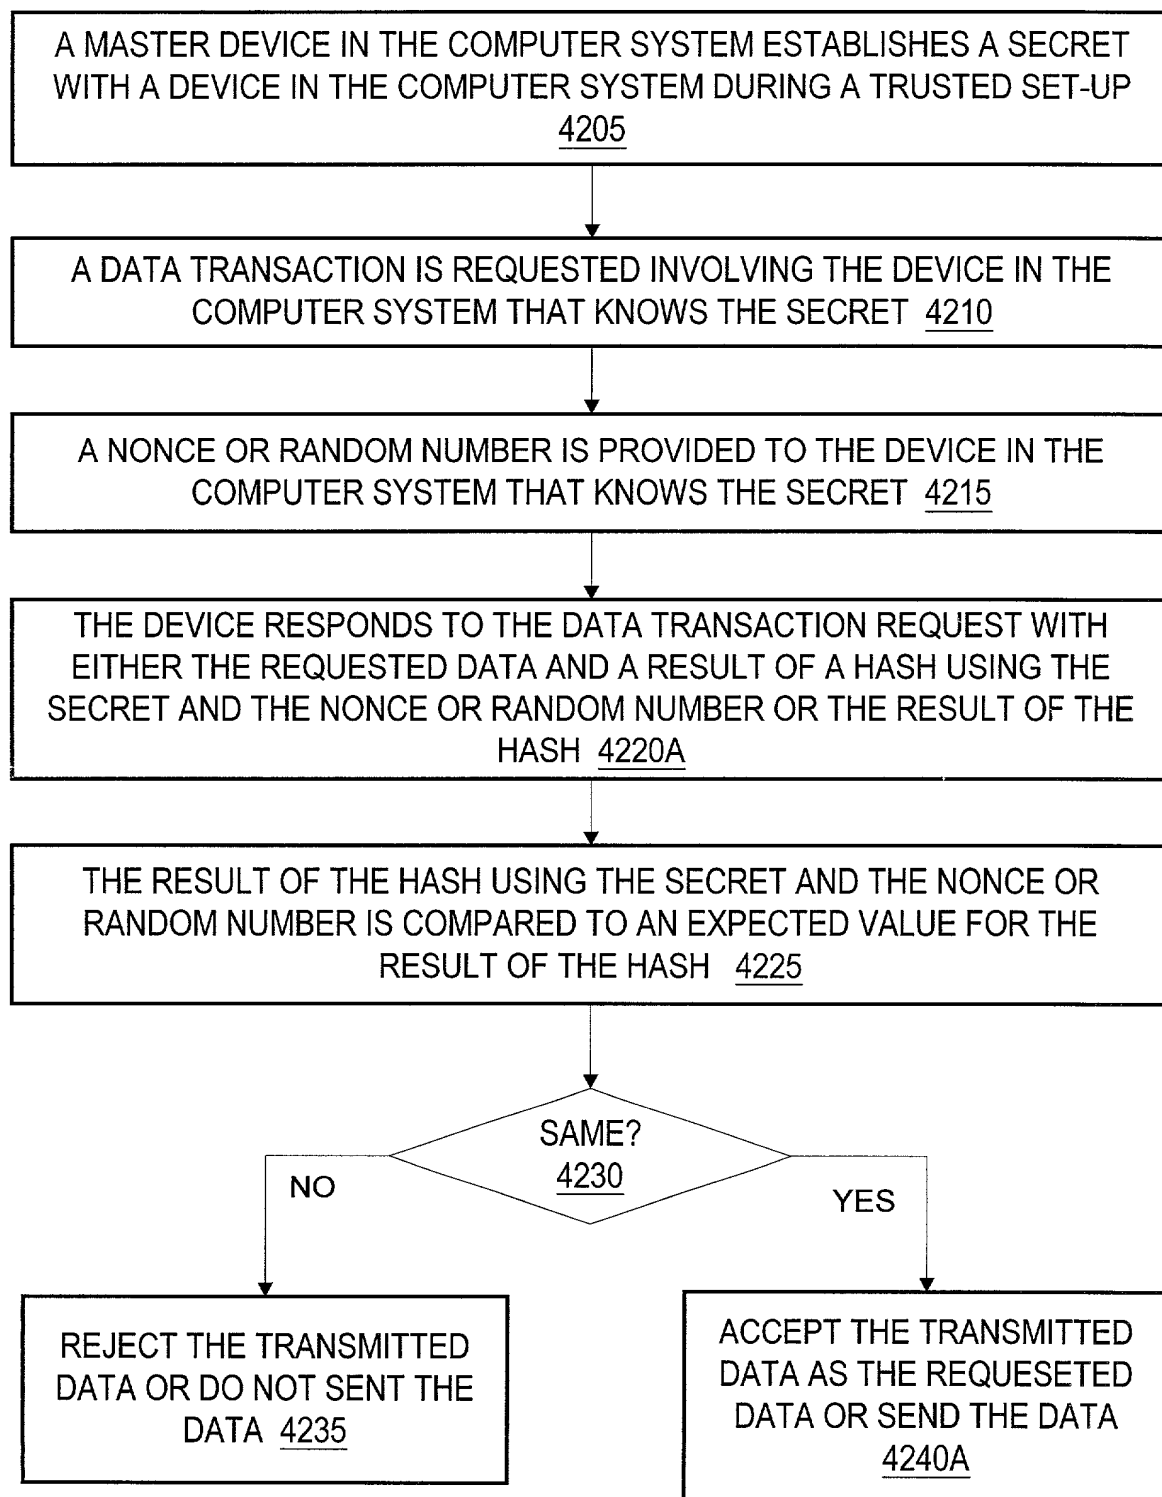 A MASTER DEVICE IN THE COMPUTER SYSTEM ESTABLISHES A SECRET
WITH A DEVICE IN THE COMPUTER SYSTEM DURING A TRUSTED SET-UP
4205
A DATA TRANSACTION IS REQUESTED INVOLVING THE DEVICE IN THE
COMPUTER SYSTEM THAT KNOWS THE SECRET 4210
A NONCE OR RANDOM NUMBER IS PROVIDED TO THE DEVICE IN THE
COMPUTER SYSTEM THAT KNOWS THE SECRET 4215
THE DEVICE RESPONDS TO THE DATA TRANSACTION REQUEST WITH
EITHER THE REQUESTED DATA AND A RESULT OF A HASH USING THE
SECRET AND THE NONCE OR RANDOM NUMBER OR THE RESULT OF THE
HASH 4220A
THE RESULT OF THE HASH USING THE SECRET AND THE NONCE OR
RANDOM NUMBER IS COMPARED TO AN EXPECTED VALUE FOR THE
RESULT OF THE HASH 4225
SAME?
4230
NO
YES
REJECT THE TRANSMITTED
DATA OR DO NOT SENT THE
DATA 4235
ACCEPT THE TRANSMITTED
DATA AS THE REQUESETED
DATA OR SEND THE DATA
4240A